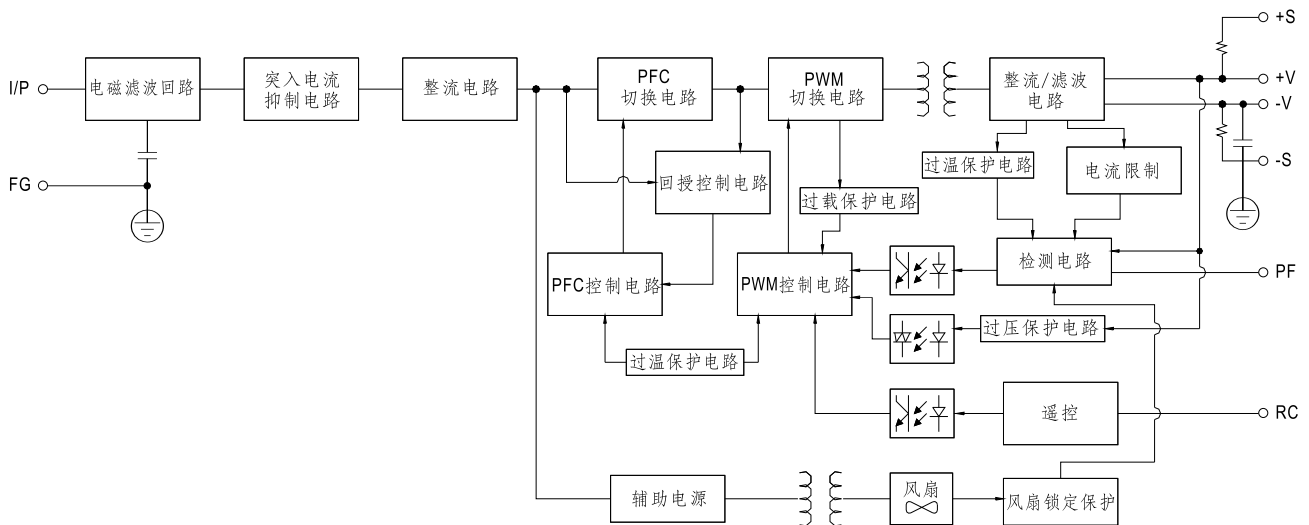 +S
I/P
电磁滤波回路
突入电流
抑制电路
整流电路
PFC
切换电路
PWM
切换电路
整流/滤波
电路
+V
-V
过温保护电路
电流限制
-S
FG
回授控制电路
过载保护电路
PFC控制电路
PWM控制电路
检测电路
PF
过压保护电路
过温保护电路
遥控
RC
辅助电源
风扇
风扇锁定保护